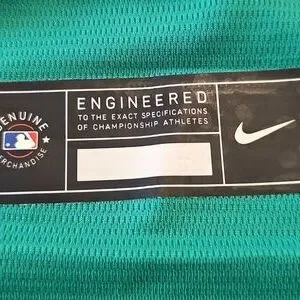 GENUINE
MERCHANDISE
ENGINEERED
TO THE EXACT SPECIFICATIONS
OF CHAMPIONSHIP ATHLETES